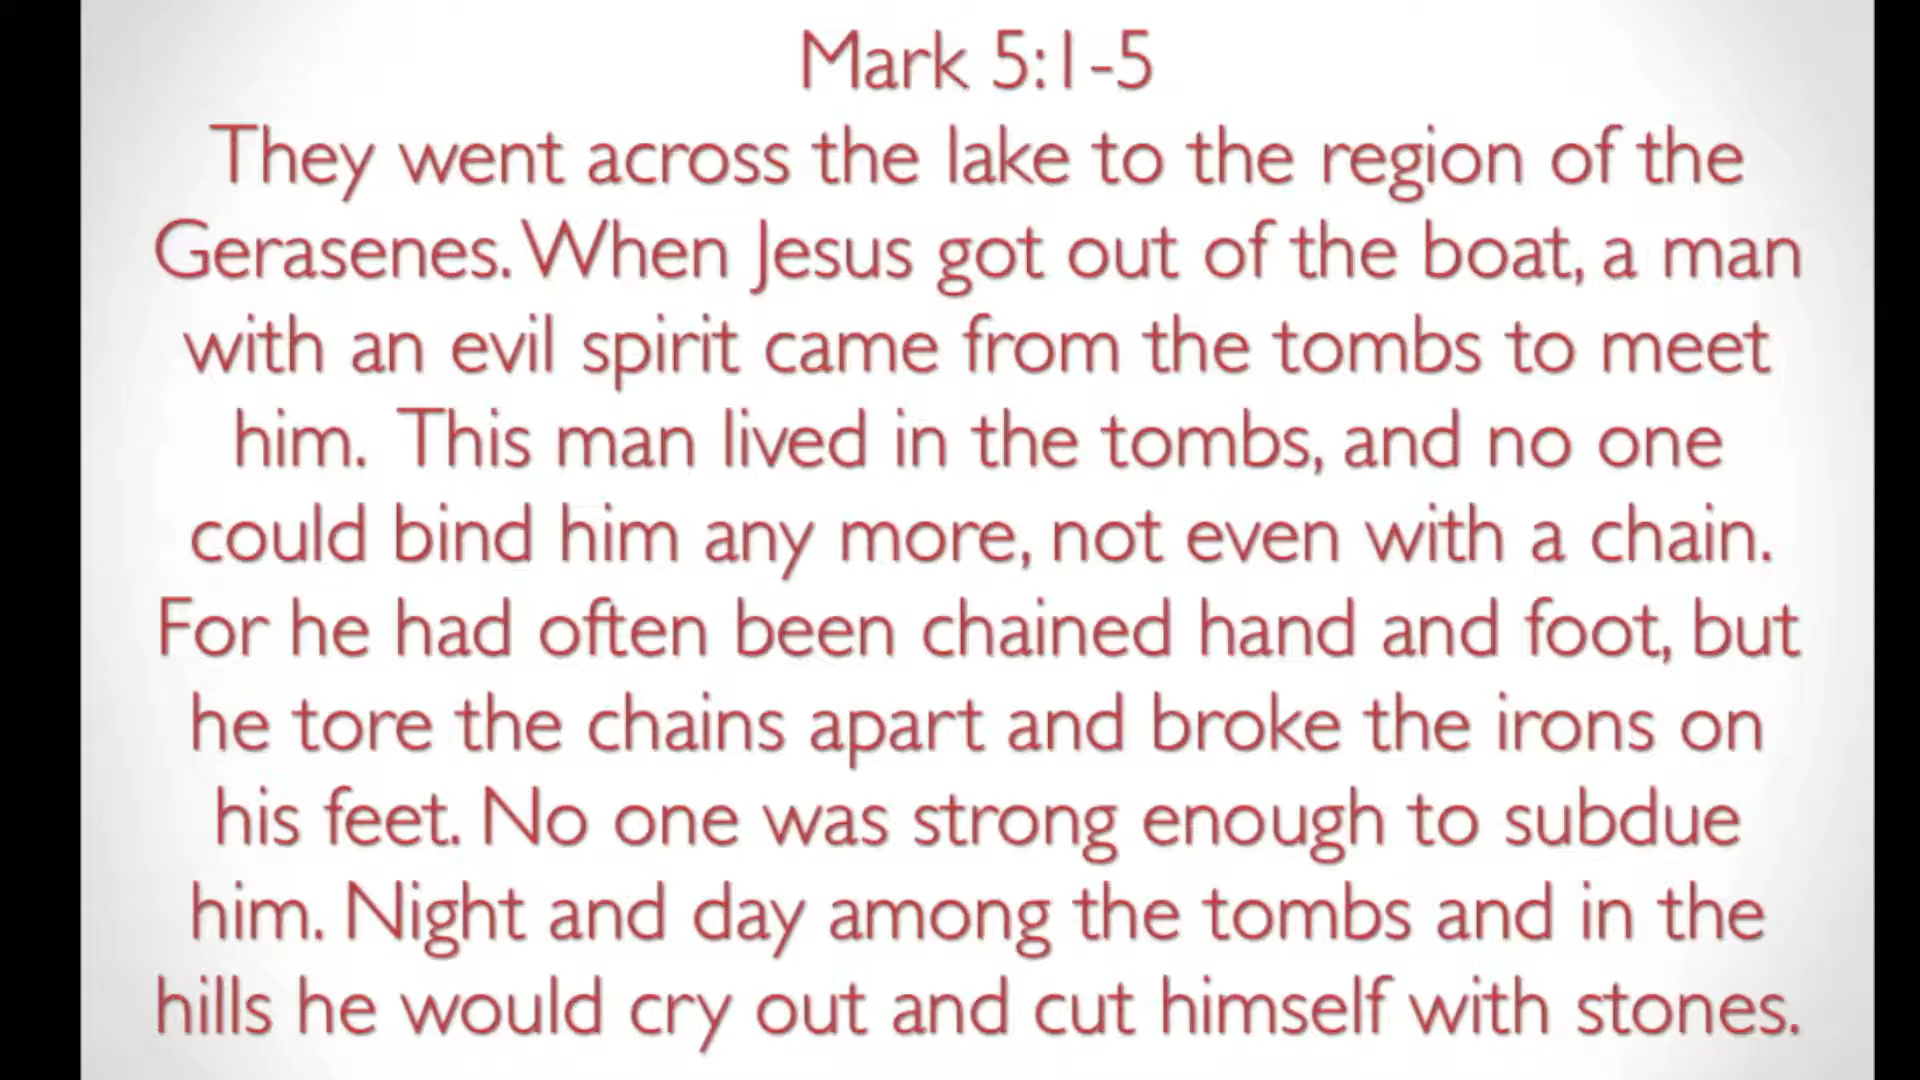 Mark 5:1-5
They went across the lake to the region of the
Gerasenes. When Jesus got out of the boat, a man
with an evil spirit came from the tombs to meet
him. This man lived in the tombs, and no one
could bind him any more, not even with a chain.
For he had often been chained hand and foot, but
he tore the chains apart and broke the irons on
his feet. No one was strong enough to subdue
him. Night and day among the tombs and in the
hills he would cry out and cut himself with stones.